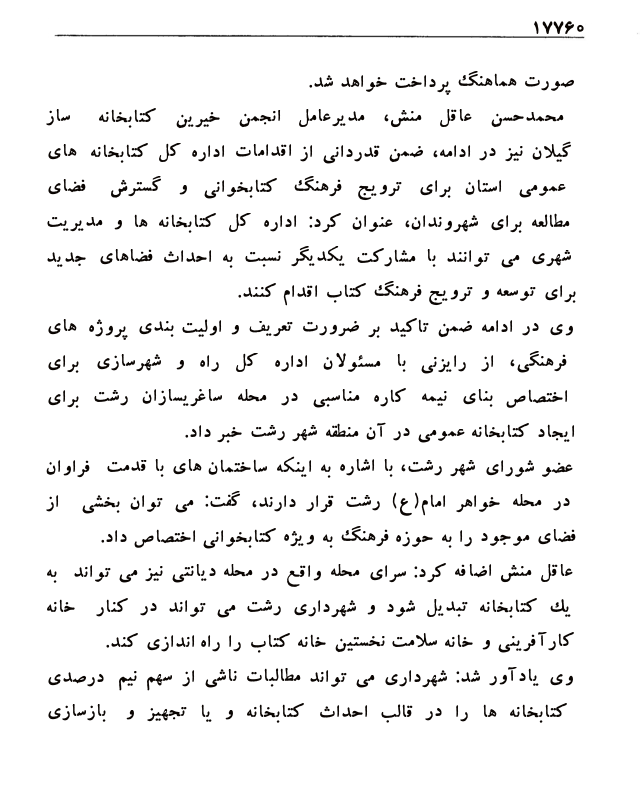 ۱۷۷۶۰
صورت هماهنگ پرداخت خواهد شد.
محمدحسن عاقل منش، مدیرعامل انجمن خیرین کتابخانه ساز
گیلان نیز در ادامه، ضمن قدردانی از اقدامات اداره کل کتابخانه های
عمومی استان برای ترویج فرهنگ کتابخوانی و گسترش فضای
مطالعه برای شهروندان، عنوان کرد: اداره کل کتابخانه ها و مدیریت
شهری می توانند با مشارکت یکدیگر نسبت به احداث فضاهای جدید
برای توسعه و ترویج فرهنگ کتاب اقدام کنند.
وی در ادامه ضمن تاکید بر ضرورت تعریف و اولیت بندی پروژه های
فرهنگی، از رایزنی با مسئولان اداره کل راه و شهرسازی برای
اختصاص بنای نیمه کاره مناسبی در محله ساغریسازان رشت برای
ایجاد کتابخانه عمومی در آن منطقه شهر رشت خبر داد.
عضو شورای شهر رشت، با اشاره به اینکه ساختمان های با قدمت فراوان
در محله خواهر امام(ع) رشت قرار دارند، گفت: می توان بخشی از
فضای موجود را به حوزه فرهنگ به ویژه کتابخوانی اختصاص داد.
عاقل منش اضافه کرد: سرای محله واقع در محله دیانتی نیز می تواند به
یك کتابخانه تبدیل شود و شهرداری رشت می تواند در کنار خانه
کارآفرینی و خانه سلامت نخستین خانه کتاب را راه اندازی کند.
وی یادآور شد: شهرداری می تواند مطالبات ناشی از سهم نیم درصدی
کتابخانه ها را در قالب احداث کتابخانه و یا تجهیز و بازسازی